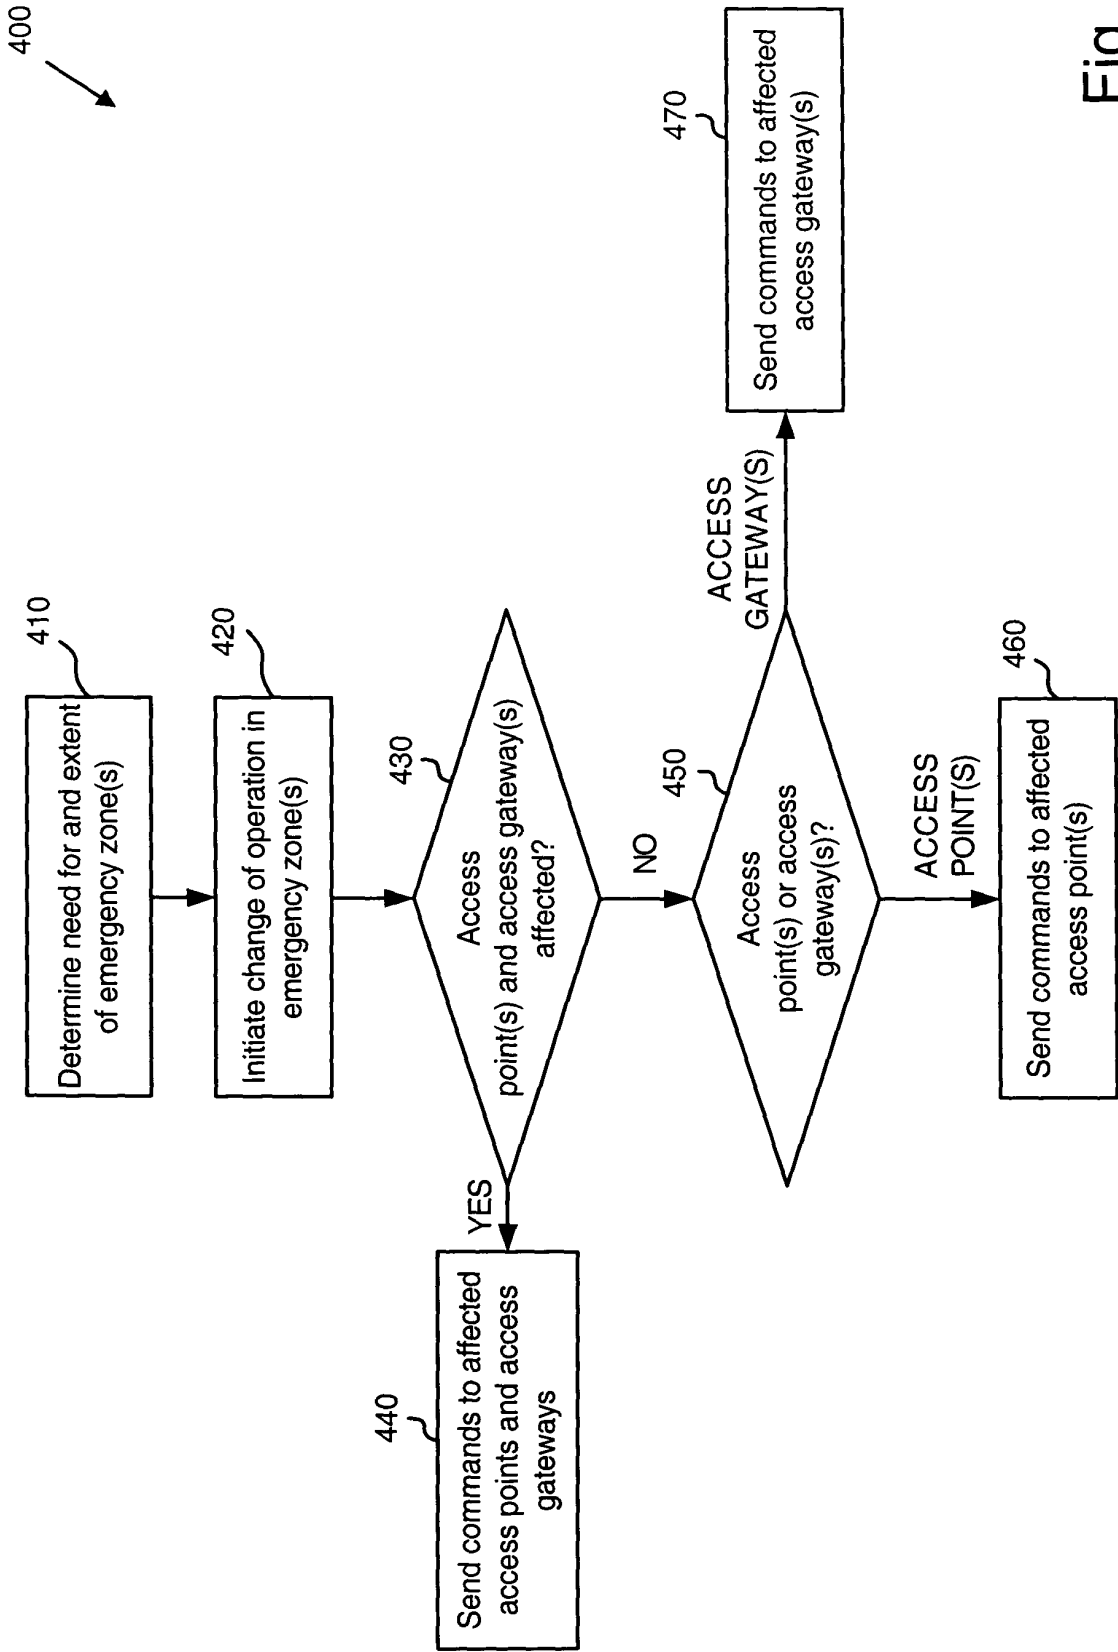 400
410
Determine need for and extent
of emergency zone(s)
420
Initiate change of operation in
emergency zone(s)
430
Access
point(s) and access gateway(s)
affected?
YES
440
Send commands to affected
access points and access
gateways
NO
450
Access
point(s) or access
gateway(s)?
ACCESS
GATEWAY(S)
470
Send commands to affected
access gateway(s)
ACCESS
POINT(S)
460
Send commands to affected
access point(s)
Fig